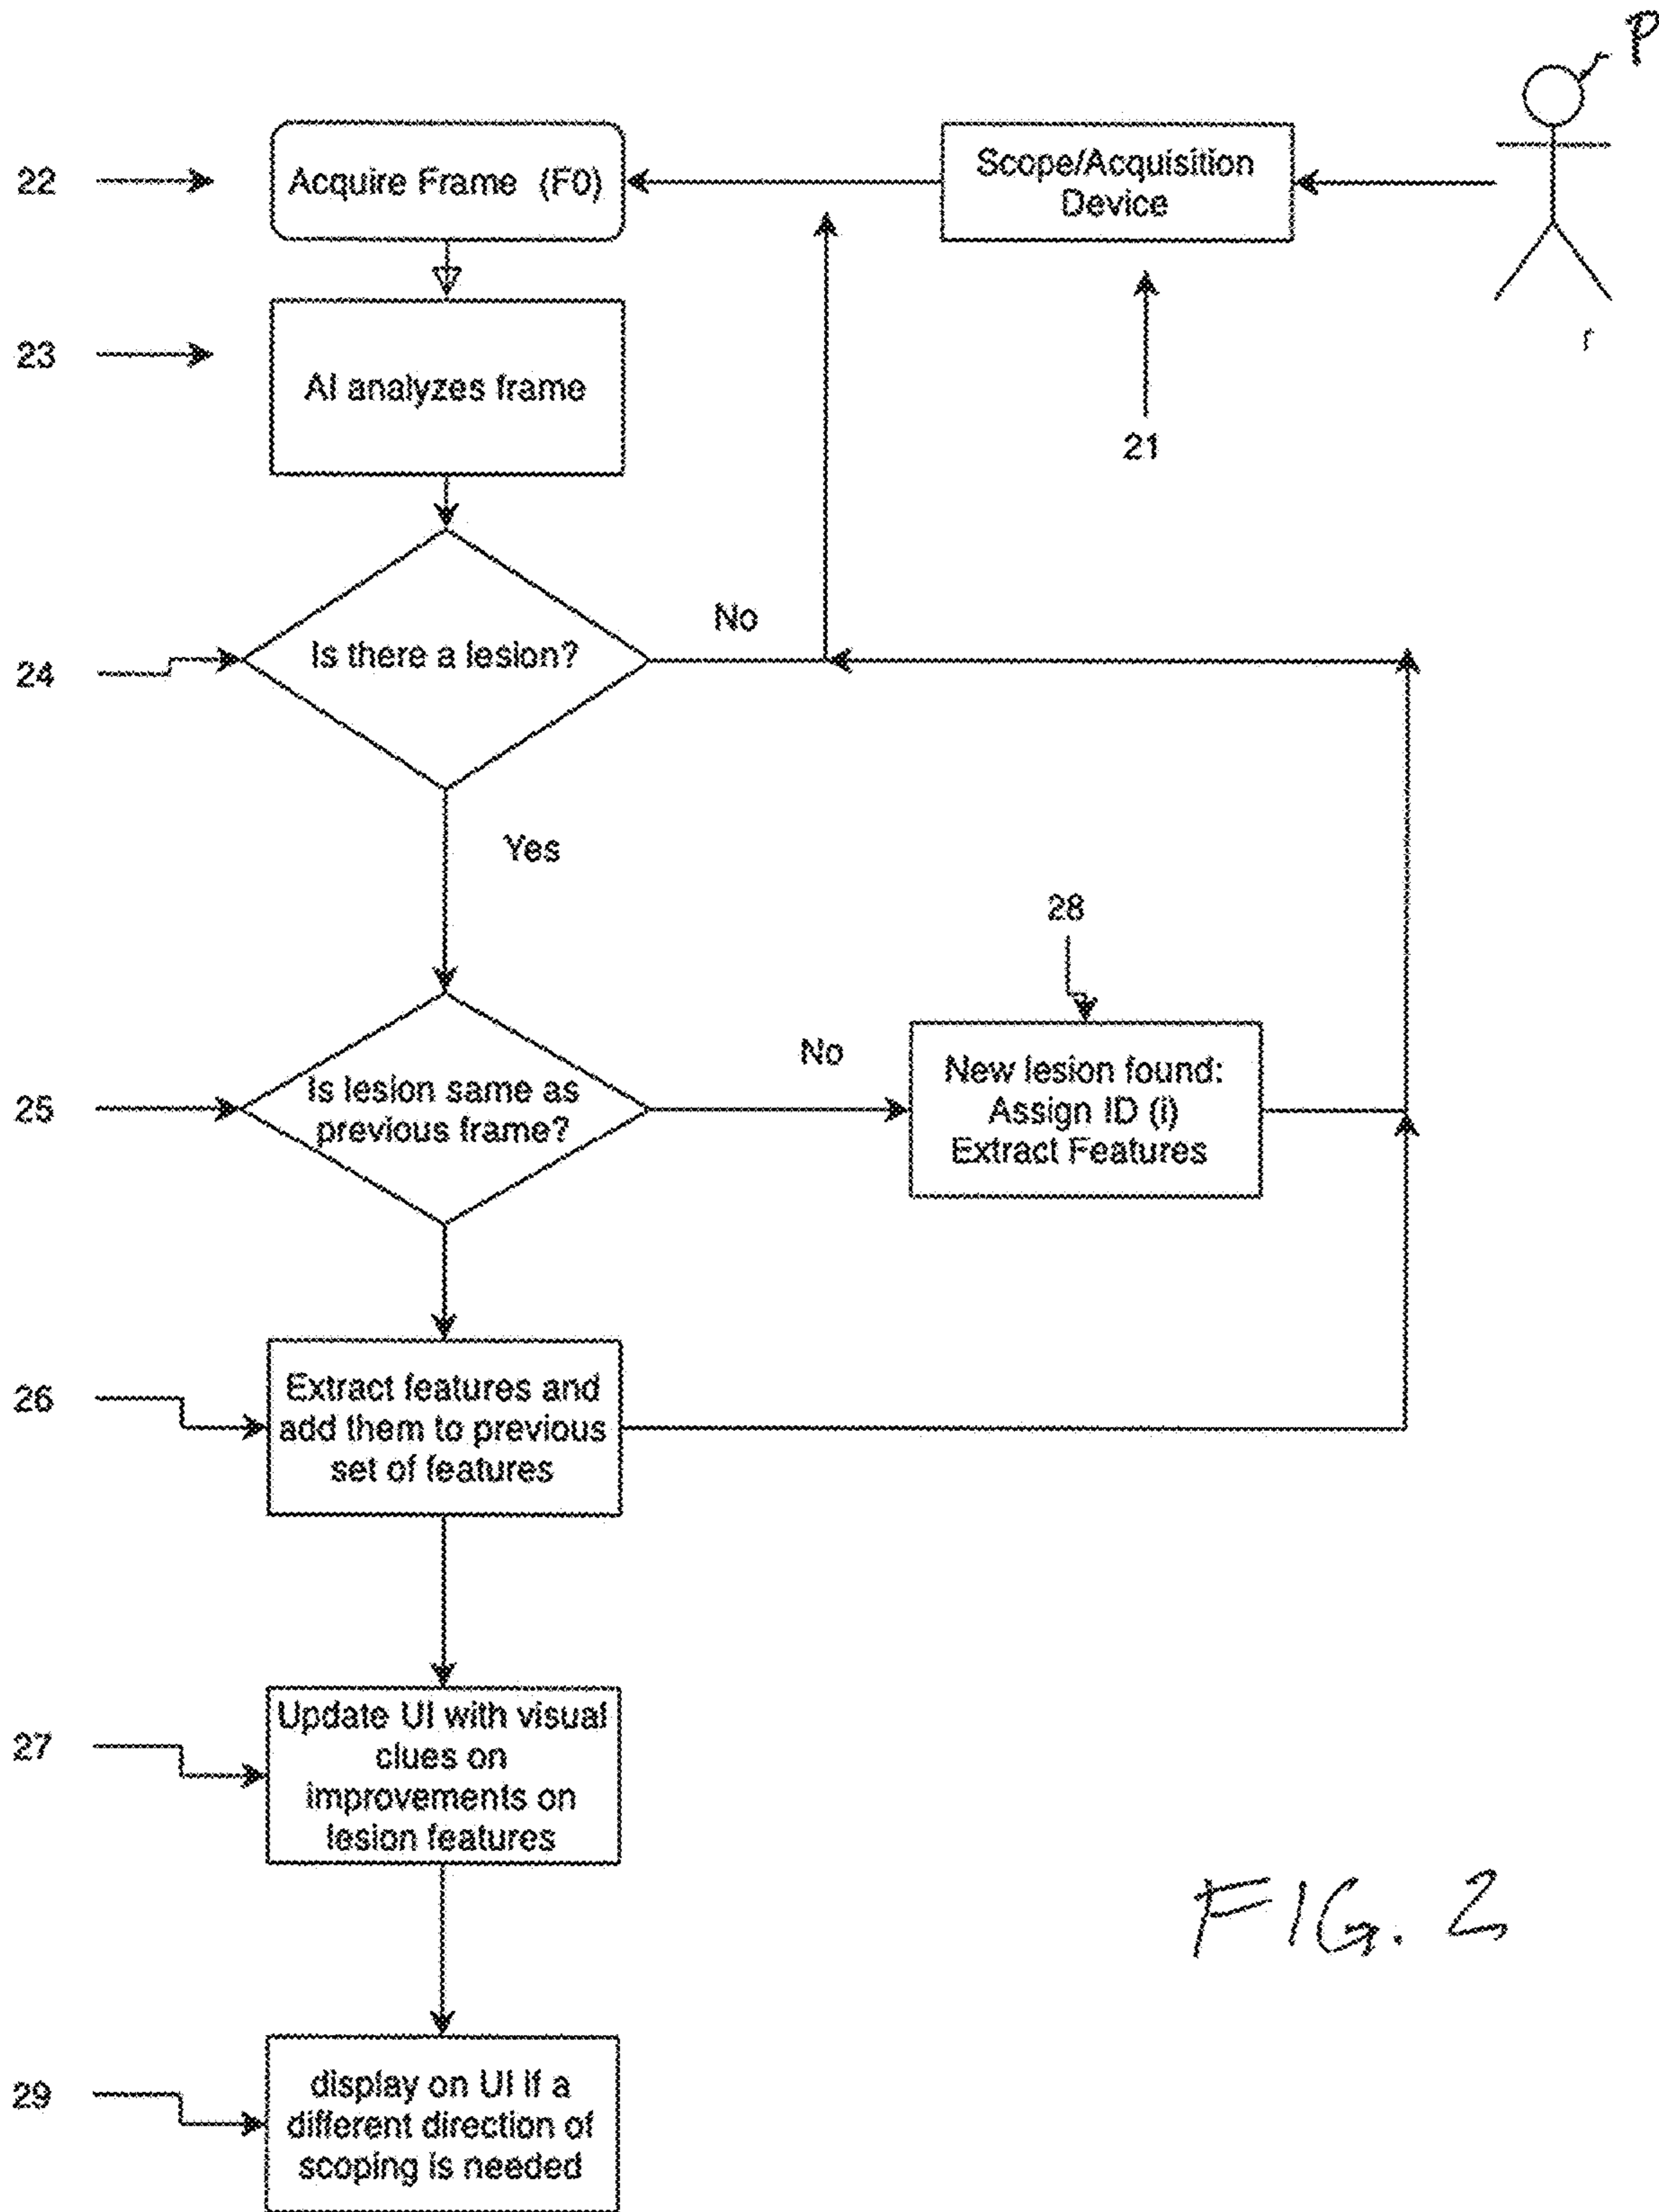 P
22
Acquire Frame (F0)
Scope/Acquisition
Device
23
AI analyzes frame
21
24
Is there a lesion?
No
Yes
28
25
Is lesion same as
previous frame?
No
New lesion found:
Assign ID (i)
Extract Features
26
Extract features and
add them to previous
set of features
27
Update UI with visual
clues on
improvements on
lesion features
FIG. 2
29
display on UI if a
different direction of
scoping is needed